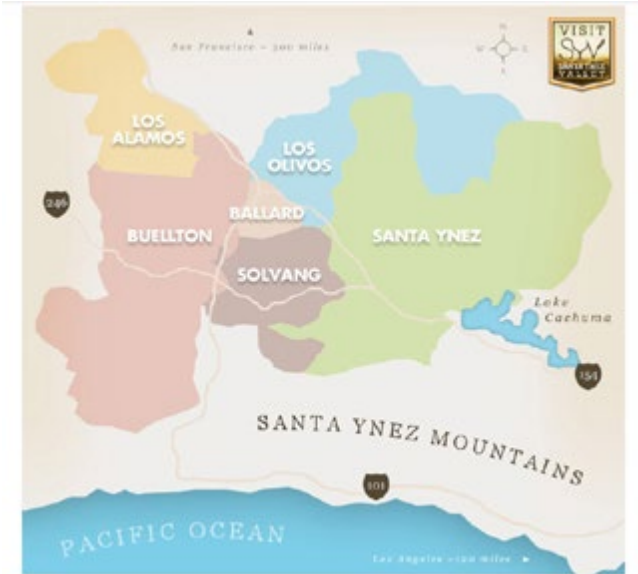 San Francisco ~ 300 miles
N
W
E
S
VISIT
SYV
SANTA YNEZ
VALLEY
LOS
ALAMOS
LOS
OLIVOS
246
BALLARD
BUELLTON
SANTA YNEZ
SOLVANG
Lake
Cachuma
154
SANTA YNEZ MOUNTAINS
101
PACIFIC OCEAN
Los Angeles ~120 miles